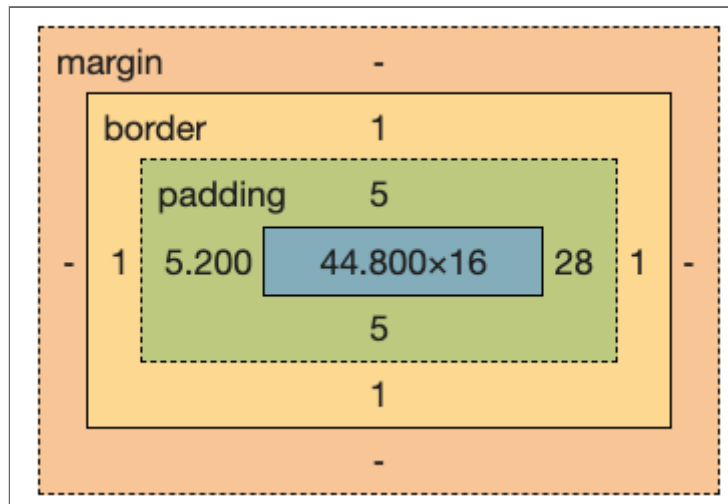 margin -
border 1
padding 5
- 1 5.200 44.800×16 28 1 -
5
1
-